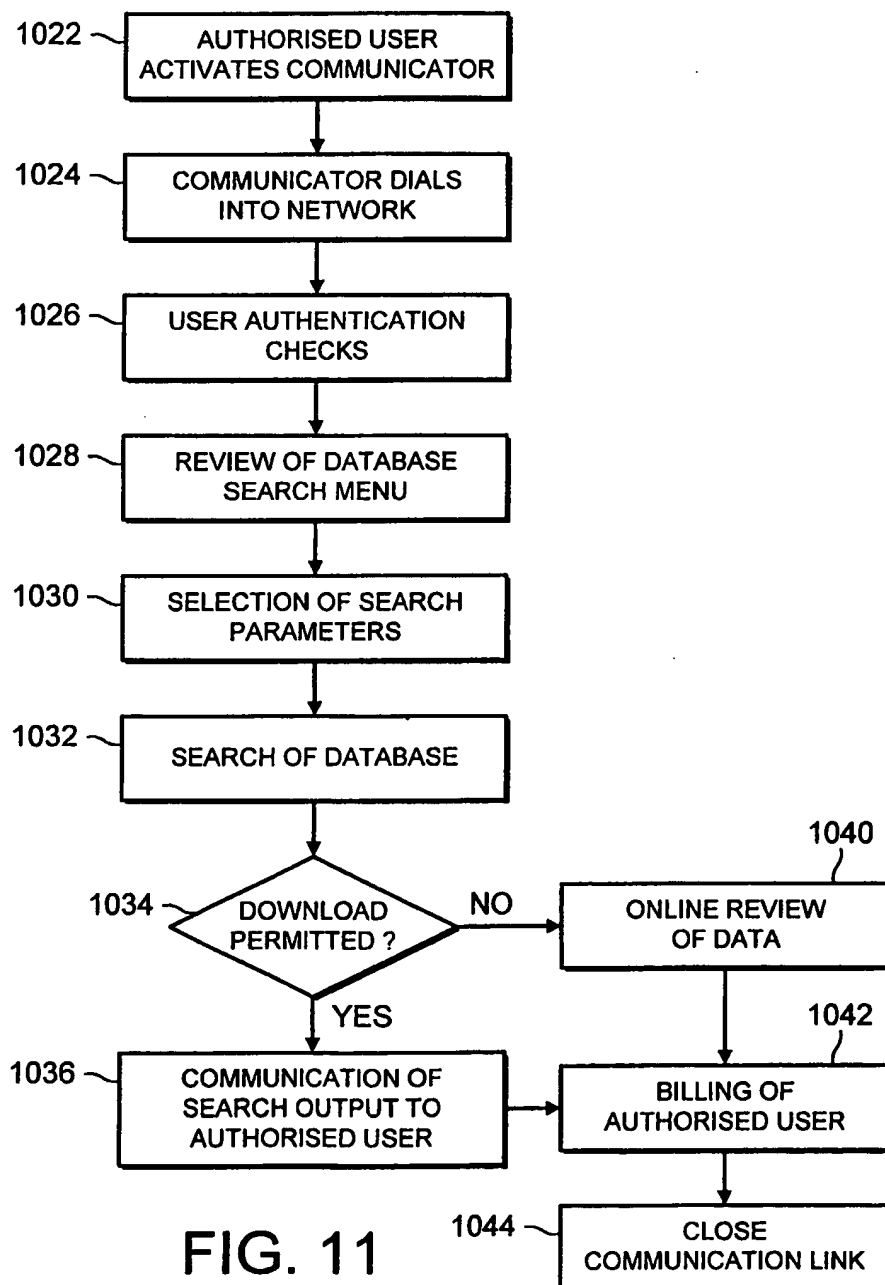 1022
AUTHORISED USER
ACTIVATES COMMUNICATOR
1024
COMMUNICATOR DIALS
INTO NETWORK
1026
USER AUTHENTICATION
CHECKS
1028
REVIEW OF DATABASE
SEARCH MENU
1030
SELECTION OF SEARCH
PARAMETERS
1032
SEARCH OF DATABASE
1034
DOWNLOAD
PERMITTED ?
NO
1040
ONLINE REVIEW
OF DATA
YES
1036
COMMUNICATION OF
SEARCH OUTPUT TO
AUTHORISED USER
1042
BILLING OF
AUTHORISED USER
1044
CLOSE
COMMUNICATION LINK
FIG. 11